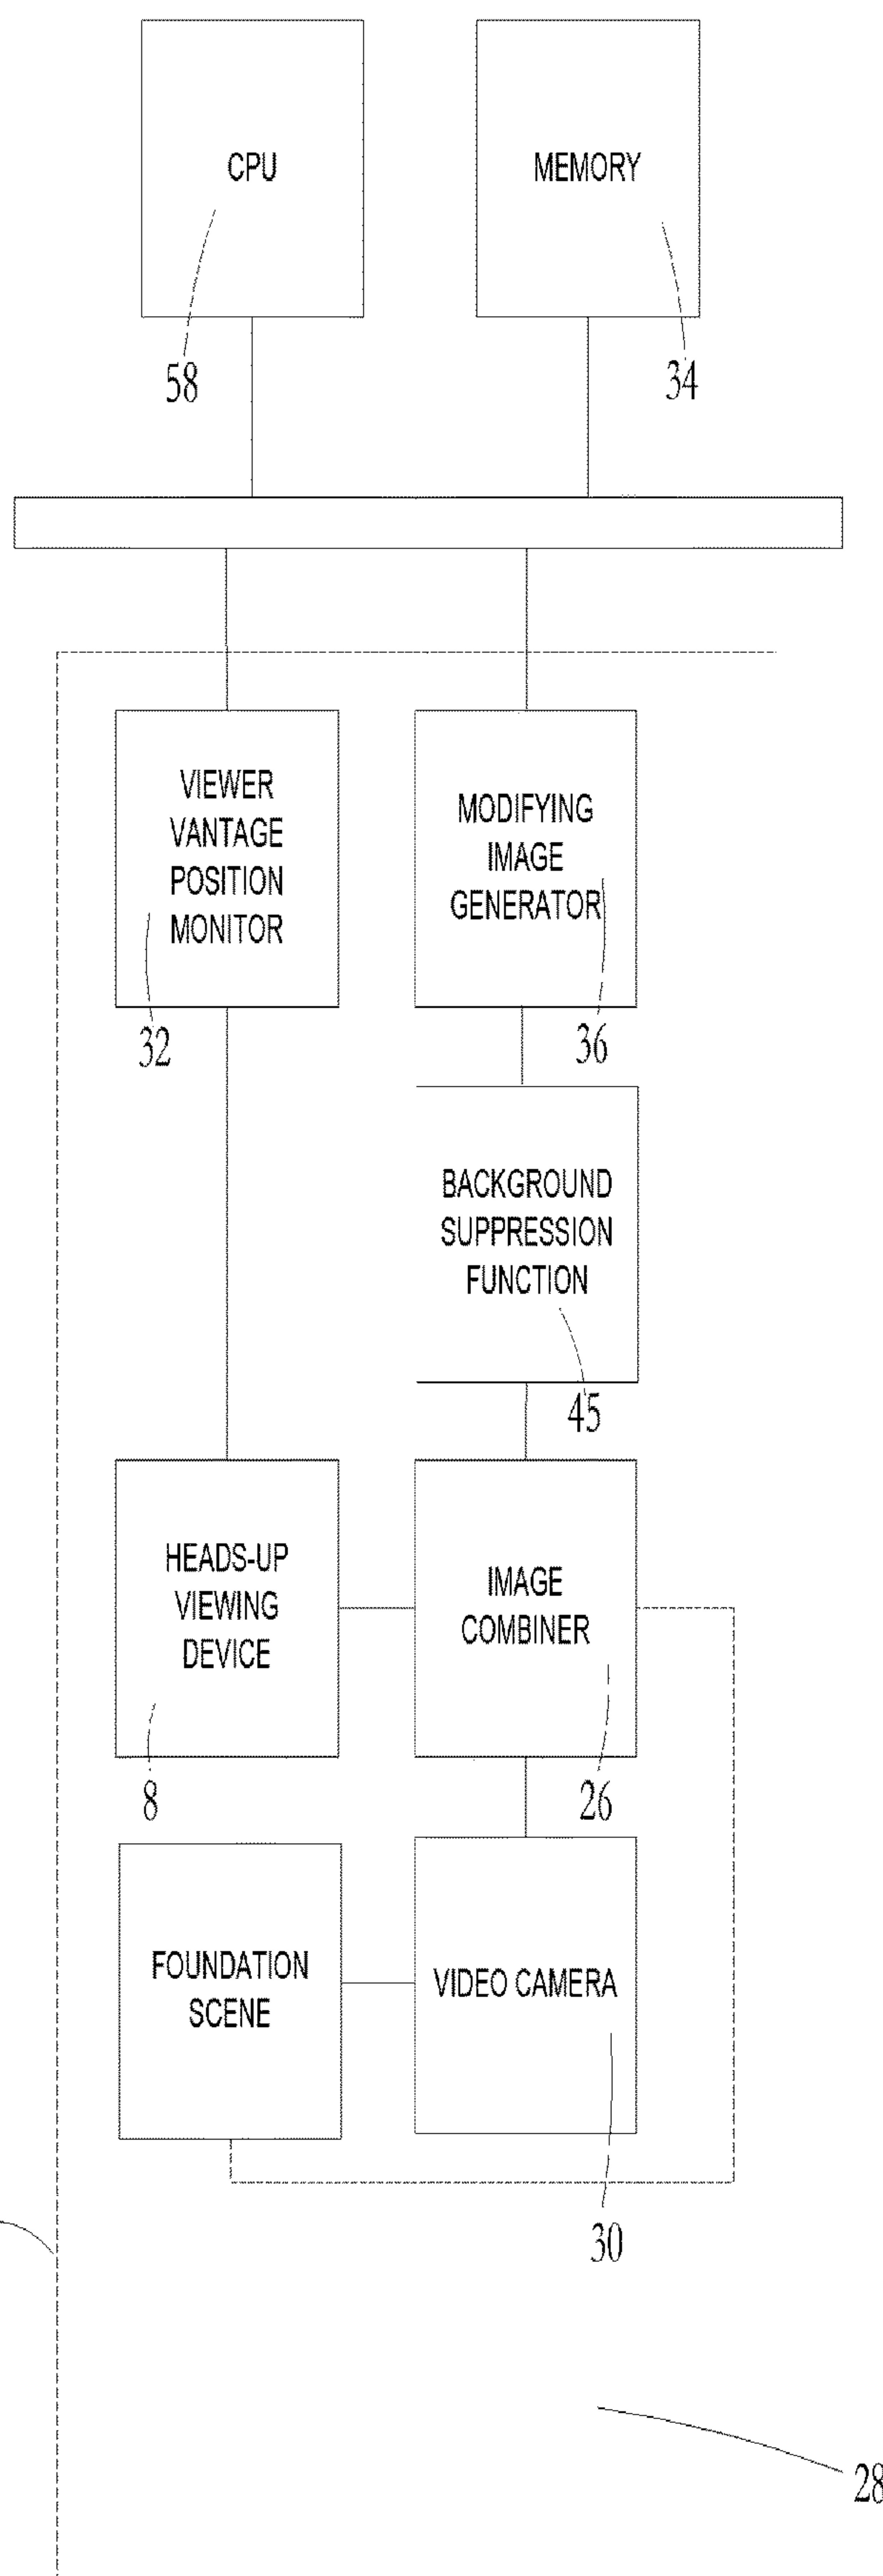 CPU
MEMORY
58
34
VIEWER
VANTAGE
POSITION
MONITOR
32
MODIFYING
IMAGE
GENERATOR
36
BACKGROUND
SUPPRESSION
FUNCTION
45
HEADS-UP
VIEWING
DEVICE
8
IMAGE
COMBINER
26
FOUNDATION
SCENE
VIDEO CAMERA
30
28